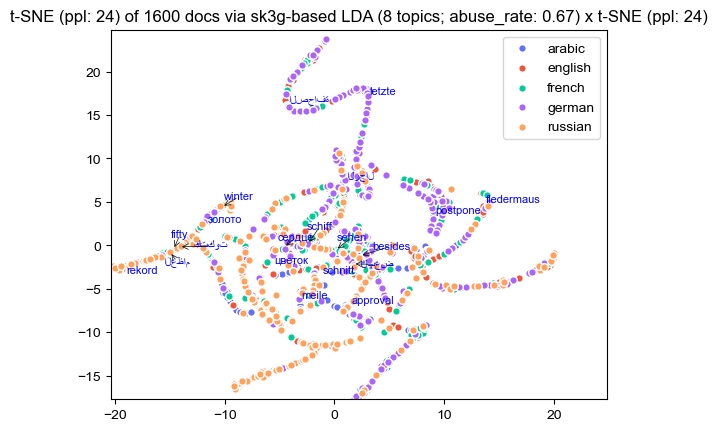 t-SNE (ppl: 24) of 1600 docs via sk3g-based LDA (8 topics; abuse_rate: 0.67) x t-SNE (ppl: 24)
arabic
english
french
german
russian
20
15
10
5
0
−5
−10
−15
−20
−10
0
10
20
letzte
winter
золото
fifty
rekord
schiff
сердце
sehen
besides
цветок
schnitt
meile
approval
postpone
fledermaus